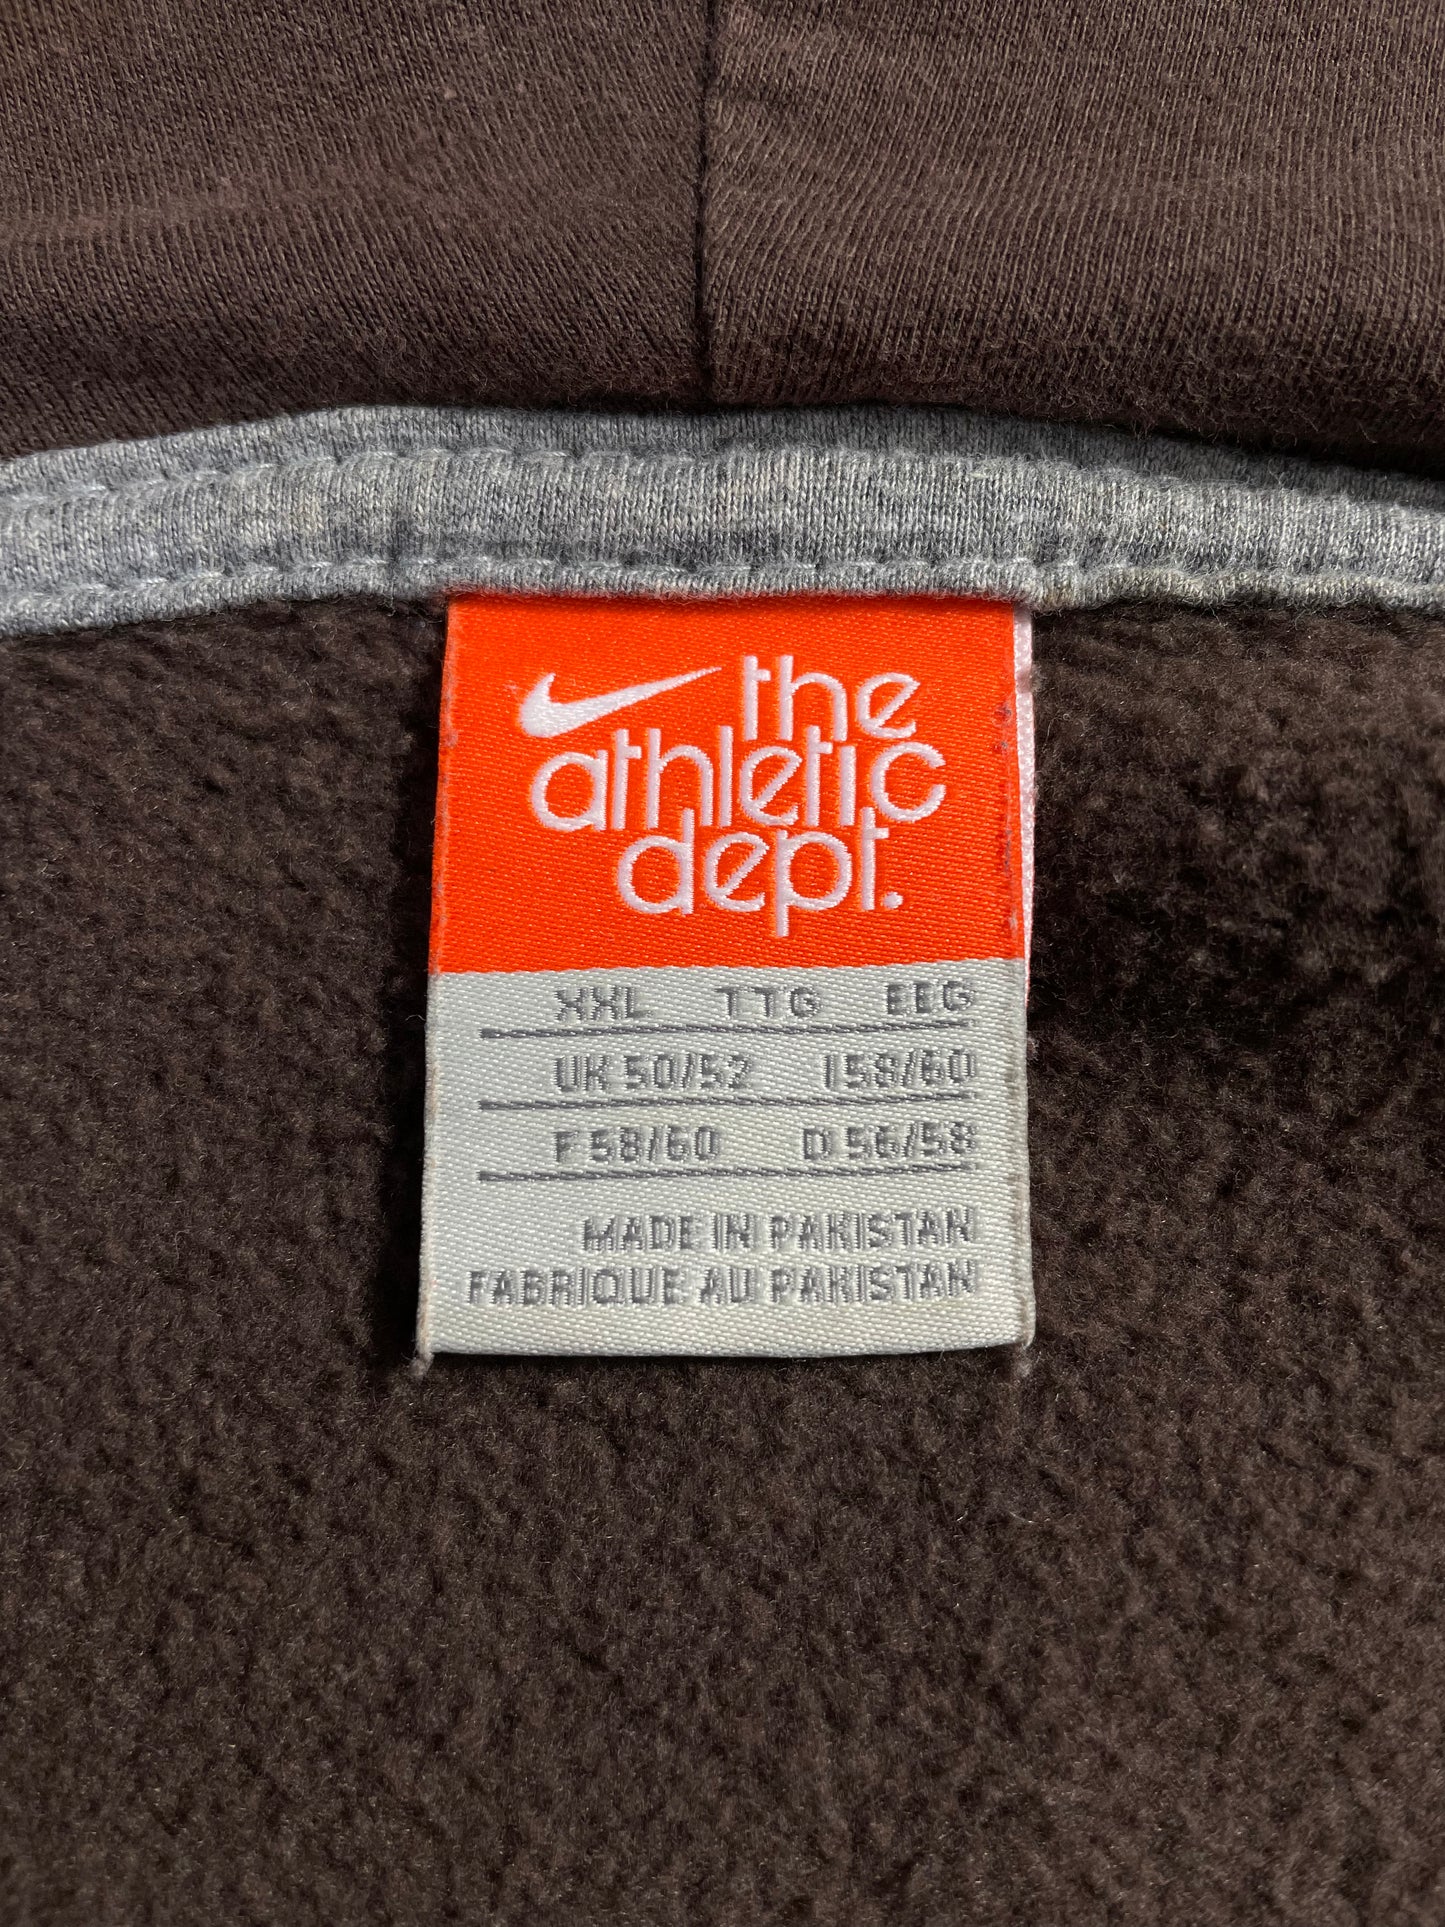 the
athletic
dept.
XXL TTG EEG
UK 50/52 I 58/60
F 58/60 D 56/58
MADE IN PAKISTAN
FABRIQUE AU PAKISTAN